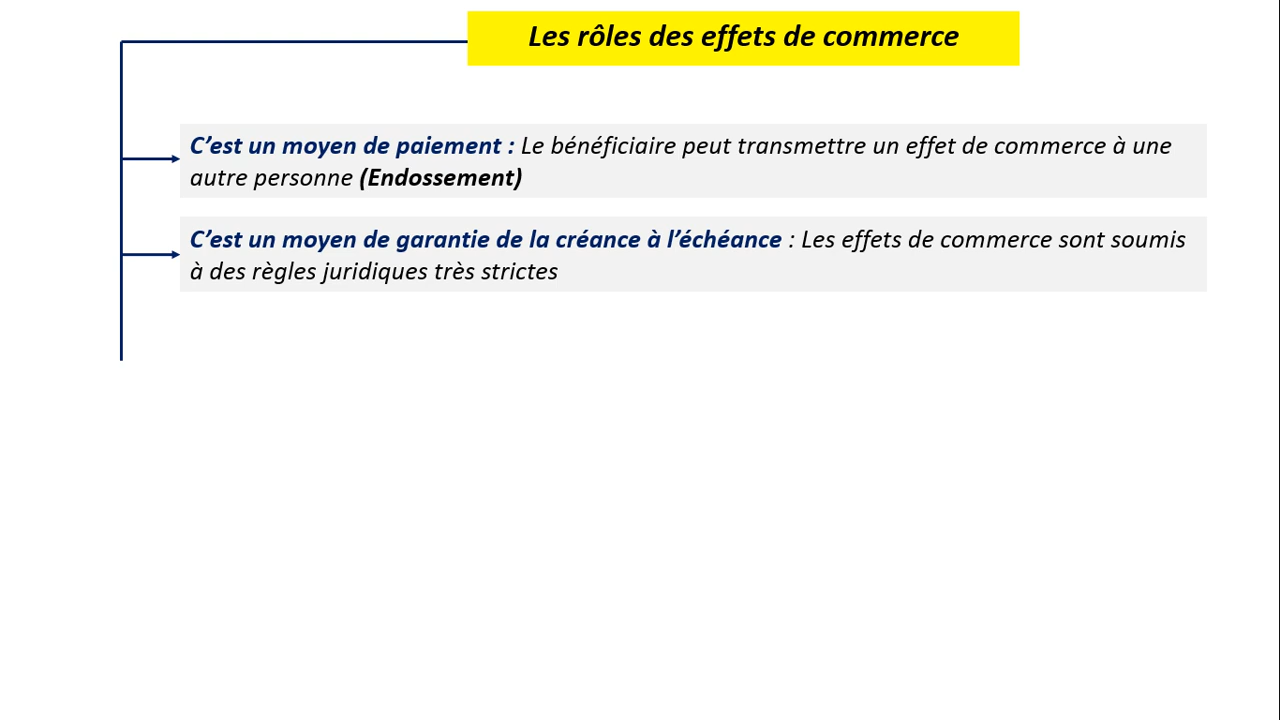 Les rôles des effets de commerce
C’est un moyen de paiement : Le bénéficiaire peut transmettre un effet de commerce à une
autre personne (Endossement)
C’est un moyen de garantie de la créance à l’échéance : Les effets de commerce sont soumis
à des règles juridiques très strictes